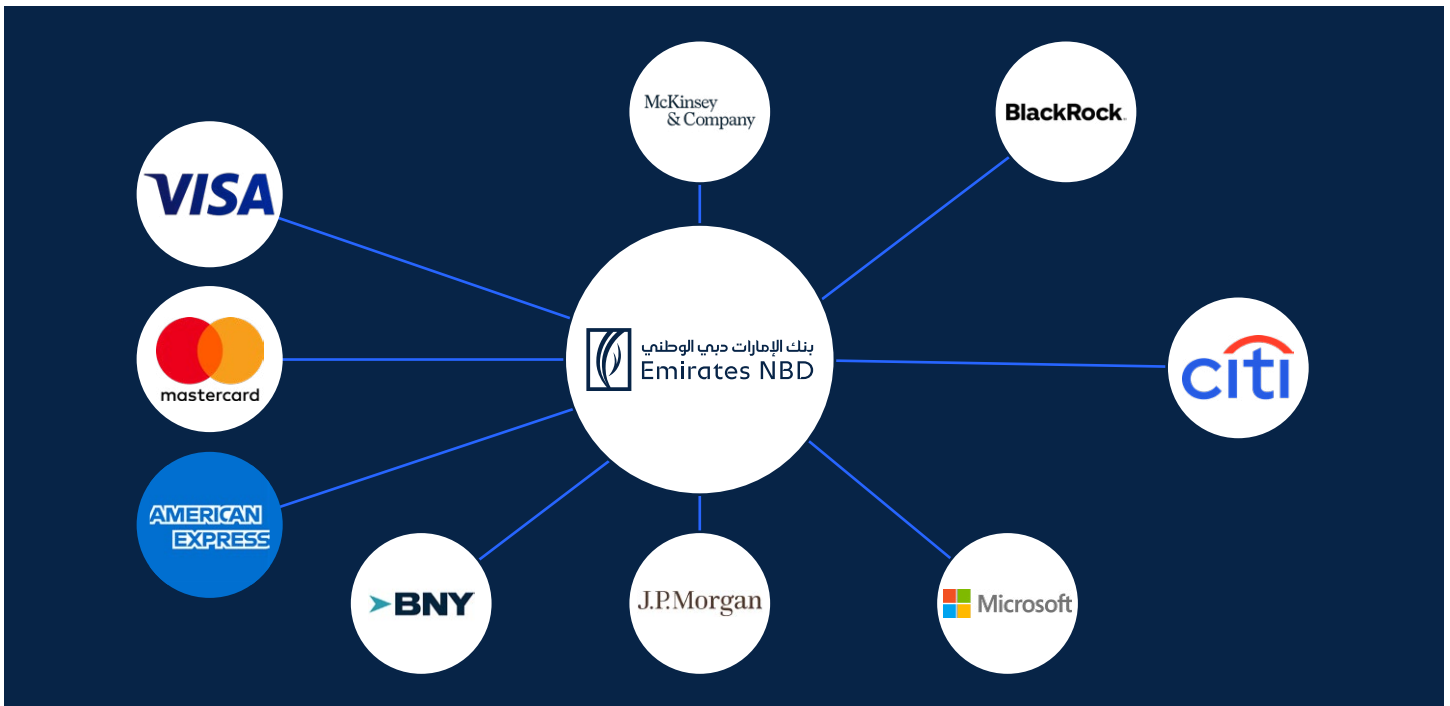 McKinsey
& Company
BlackRock
VISA
mastercard
بنك الإمارات دبي الوطني
Emirates NBD
citi
AMERICAN
EXPRESS
BNY
J.P.Morgan
Microsoft